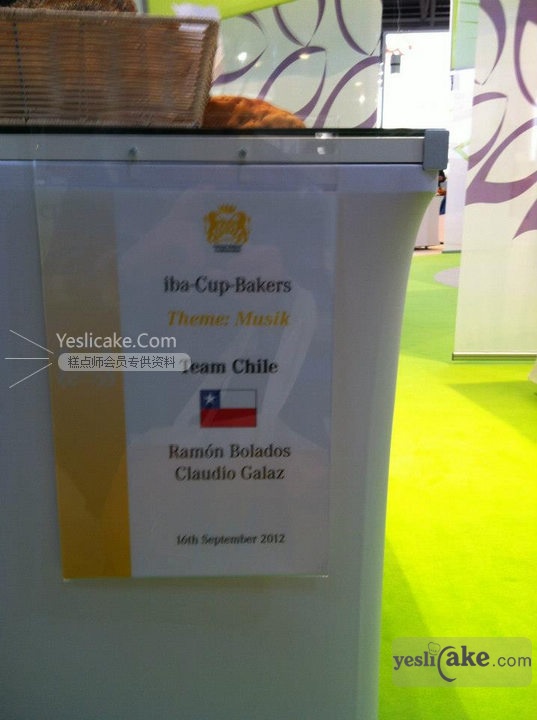 iba-Cup-Bakers
Theme: Musik
Yeslicake.Com
糕点师会员专供资料
Team Chile
Ramón Bolados
Claudio Galaz
16th September 2012
yeslicake.com